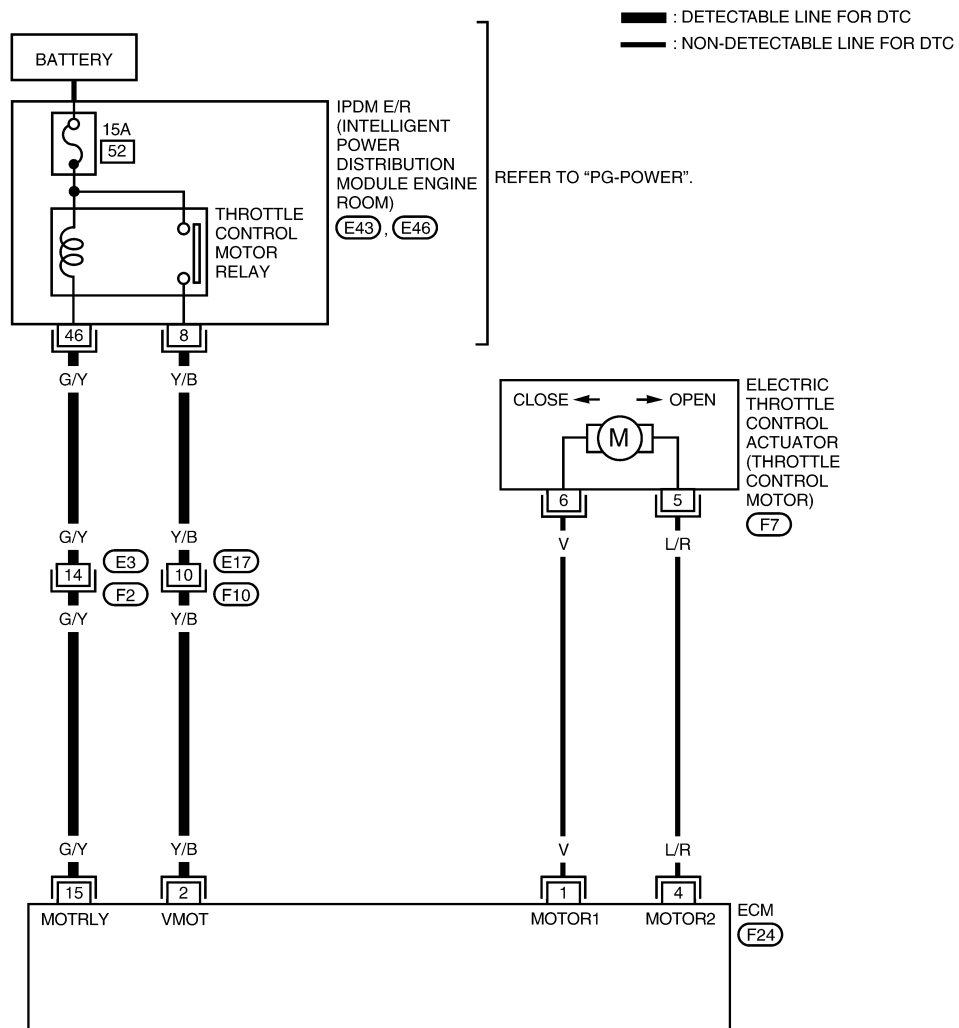 : DETECTABLE LINE FOR DTC
: NON-DETECTABLE LINE FOR DTC
BATTERY
15A
52
IPDM E/R
(INTELLIGENT
POWER
DISTRIBUTION
MODULE ENGINE
ROOM)
E43 , E46
REFER TO “PG-POWER”.
THROTTLE
CONTROL
MOTOR
RELAY
46
8
G/Y
Y/B
CLOSE
OPEN
M
ELECTRIC
THROTTLE
CONTROL
ACTUATOR
(THROTTLE
CONTROL
MOTOR)
F7
6
5
G/Y
Y/B
V
L/R
14
E3
F2
10
E17
F10
G/Y
Y/B
G/Y
Y/B
V
L/R
15
2
1
4
MOTRLY
VMOT
MOTOR1
MOTOR2
ECM
F24